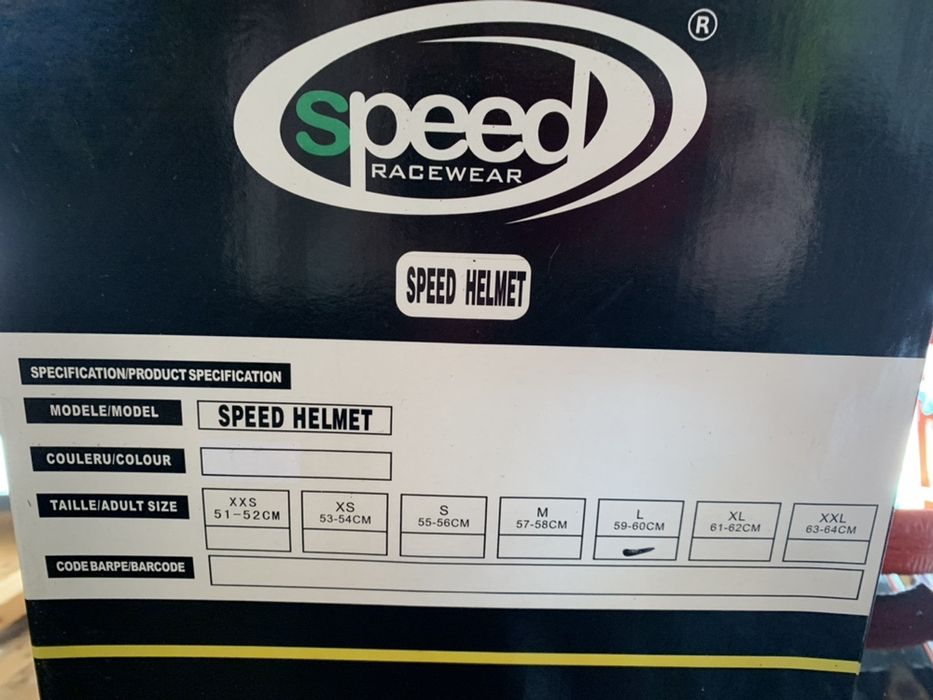 ®
speed
RACEWEAR
SPEED HELMET
SPECIFICATION/PRODUCT SPECIFICATION
MODELE/MODEL SPEED HELMET
COULERU/COLOUR
TAILLE/ADULT SIZE
XXS XS S M L XL XXL
51-52CM 53-54CM 55-56CM 57-58CM 59-60CM 61-62CM 63-64CM
CODE BARPE/BARCODE